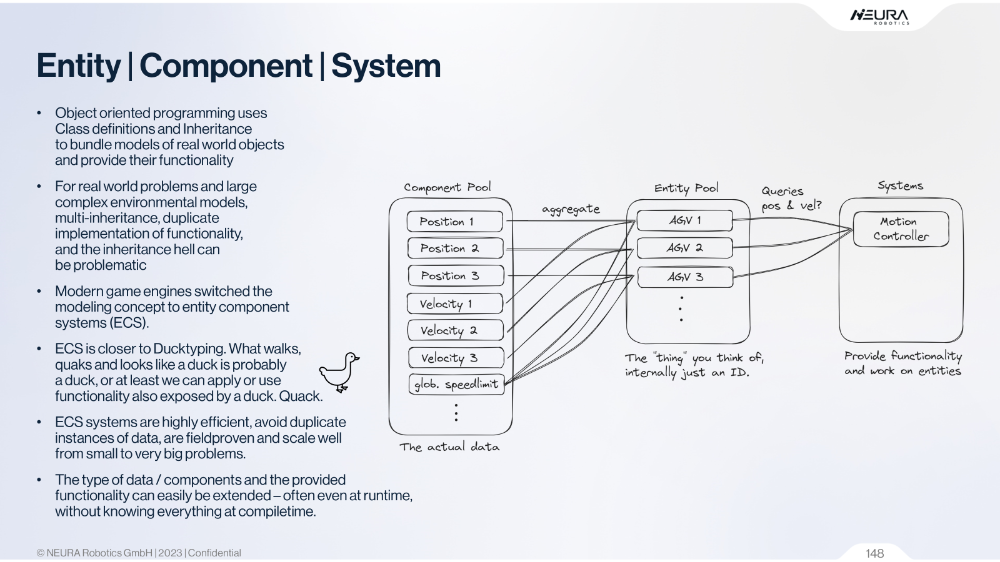 NEURA
ROBOTICS
Entity | Component | System
• Object oriented programming uses
Class definitions and Inheritance
to bundle models of real world objects
and provide their functionality
• For real world problems and large
complex environmental models,
multi-inheritance, duplicate
implementation of functionality,
and the inheritance hell can
be problematic
• Modern game engines switched the
modeling concept to entity component
systems (ECS).
• ECS is closer to Ducktyping. What walks,
quaks and looks like a duck is probably
a duck, or at least we can apply or use
functionality also exposed by a duck. Quack.
• ECS systems are highly efficient, avoid duplicate
instances of data, are fieldproven and scale well
from small to very big problems.
• The type of data / components and the provided
functionality can easily be extended – often even at runtime,
without knowing everything at compiletime.
Component Pool
Position 1
Position 2
Position 3
Velocity 1
Velocity 2
Velocity 3
glob. speedlimit
The actual data
aggregate
Entity Pool
AGV 1
AGV 2
AGV 3
The "thing" you think of,
internally just an ID.
Queries
pos & vel?
Systems
Motion
Controller
Provide functionality
and work on entities
© NEURA Robotics GmbH | 2023 | Confidential
148